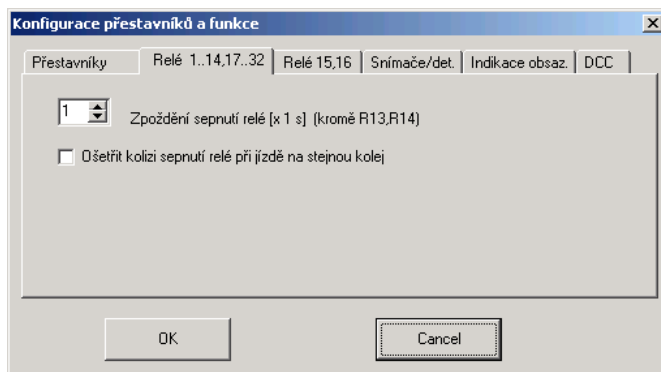 Konfigurace přestavníků a funkce
Přestavníky Relé 1..14,17..32 Relé 15,16 Snímače/det. Indikace obsaz. DCC
1 Zpoždění sepnutí relé [x 1 s] (kromě R13,R14)
Ošetřit kolizi sepnutí relé při jízdě na stejnou kolej
OK Cancel